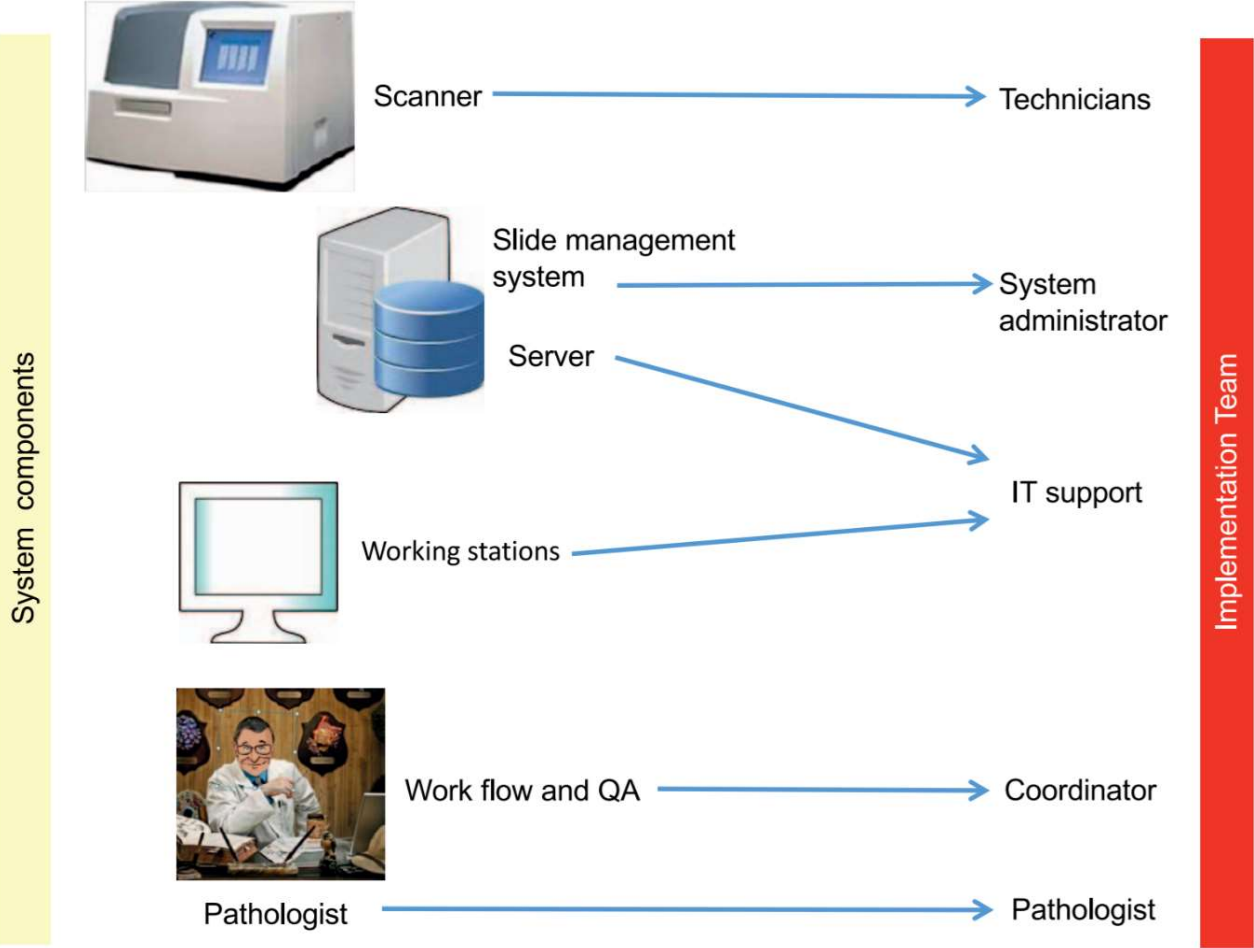 System components
Scanner
Technicians
Slide management
system
System
administrator
Server
IT support
Working stations
Work flow and QA
Coordinator
Pathologist
Pathologist
Implementation Team